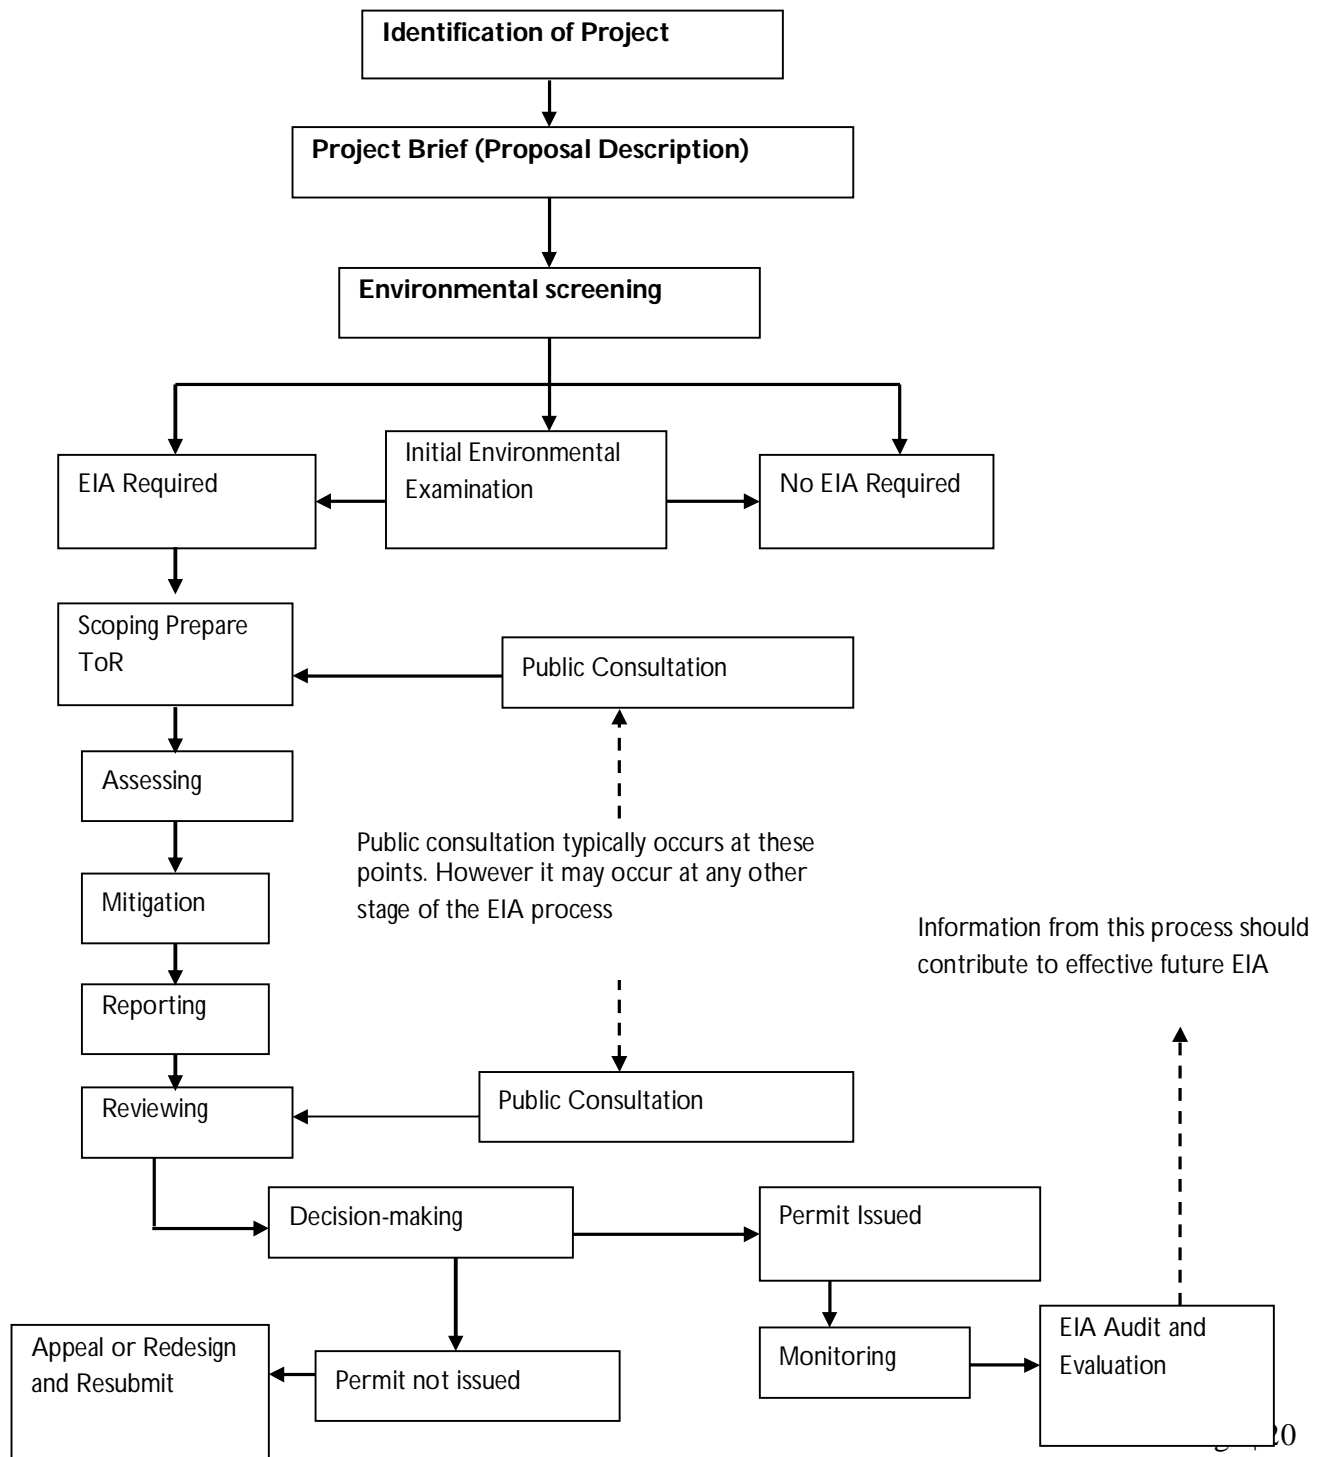 Identification of Project
Project Brief (Proposal Description)
Environmental screening
EIA Required
Initial Environmental
Examination
No EIA Required
Scoping Prepare
ToR
Public Consultation
Assessing
Public consultation typically occurs at these
points. However it may occur at any other
stage of the EIA process
Mitigation
Information from this process should
contribute to effective future EIA
Reporting
Reviewing
Public Consultation
Decision-making
Permit Issued
Appeal or Redesign
and Resubmit
Permit not issued
Monitoring
EIA Audit and
Evaluation